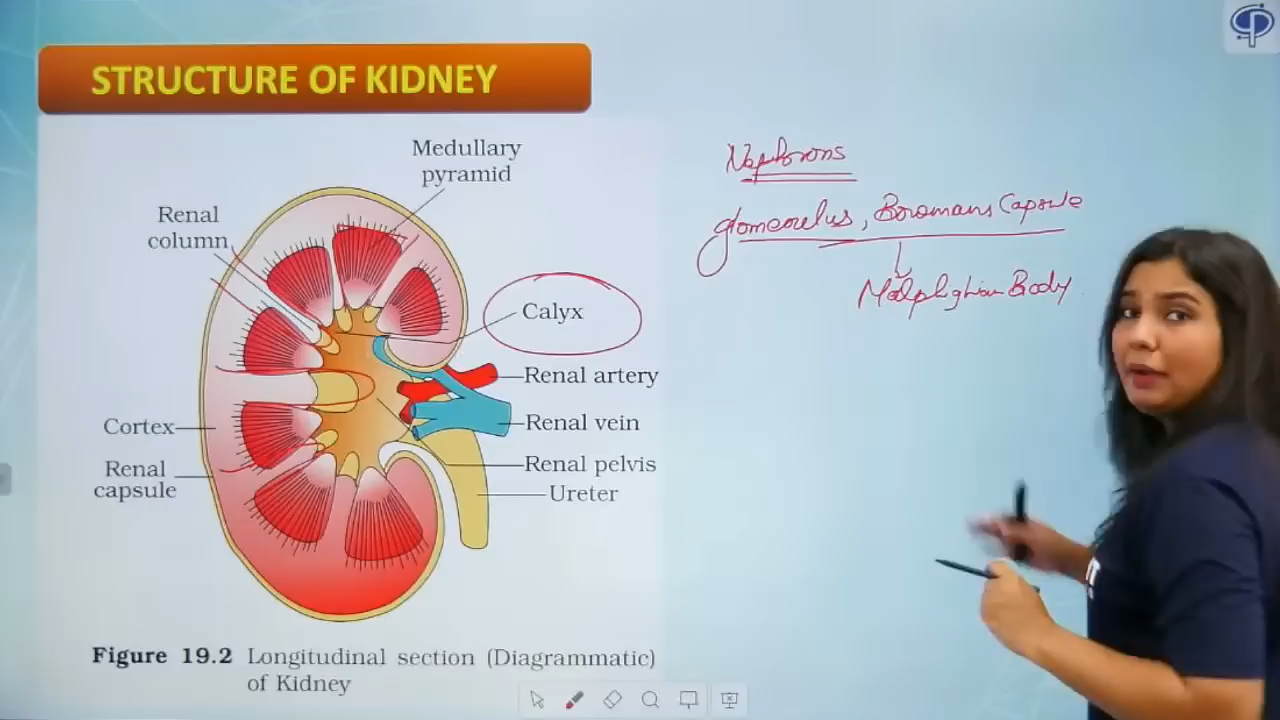 STRUCTURE OF KIDNEY
Medullary
pyramid
Renal
column
Calyx
Renal artery
Renal vein
Cortex
Renal
capsule
Renal pelvis
Ureter
Figure 19.2 Longitudinal section (Diagrammatic)
of Kidney
Nephrons
glomerulus, Bowmans Capsule
Malpighian Body